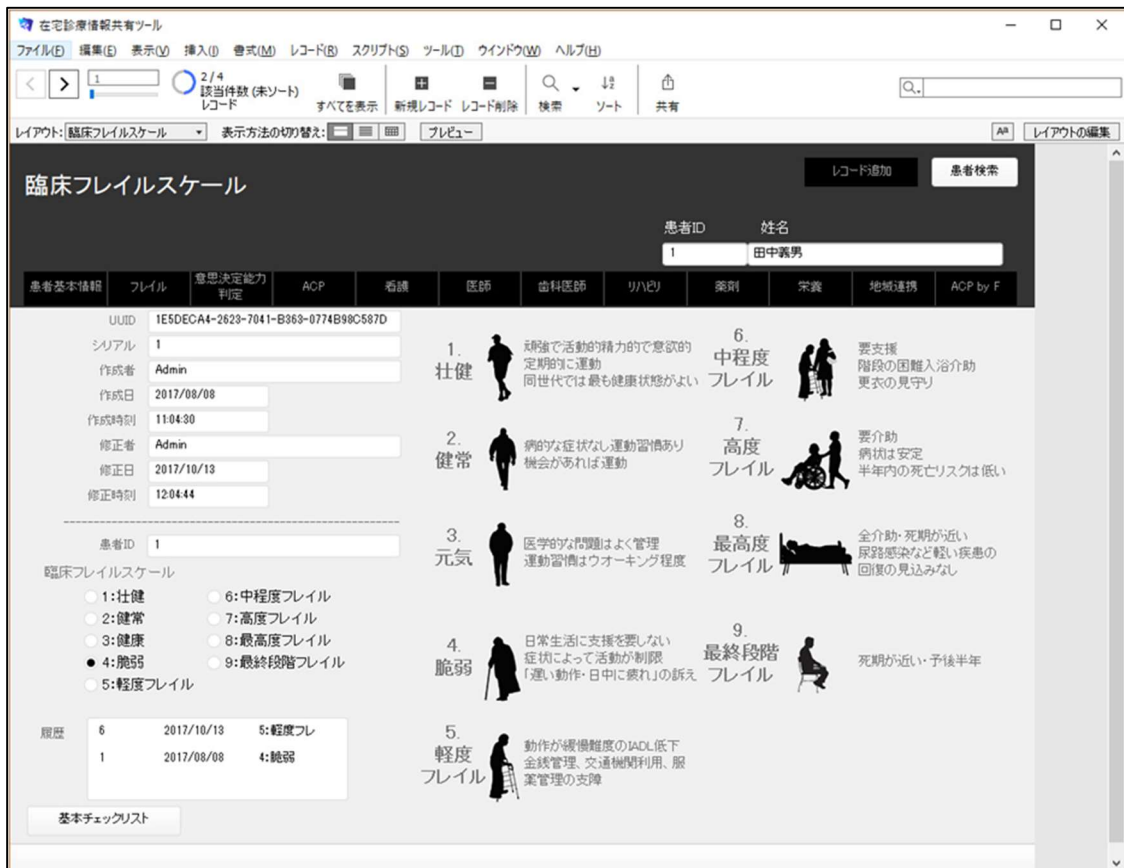 在宅診療情報共有ツール
ファイル(F) 編集(E) 表示(V) 挿入(I) 書式(M) レコード(R) スクリプト(S) ツール(T) ウインドウ(W) ヘルプ(H)
1
2 / 4
該当件数 (未ソート)
レコード
すべてを表示
新規レコード
レコード削除
検索
ソート
共有
レイアウト: 臨床フレイルスケール
表示方法の切り替え:
プレビュー
Aa
レイアウトの編集
臨床フレイルスケール
レコード追加
患者検索
患者ID 姓名
1 田中義男
患者基本情報
フレイル
意思決定能力
判定
ACP
看護
医師
歯科医師
リハビリ
薬剤
栄養
地域連携
ACP by F
UUID 1E5DECA4-2623-7041-B363-0774B98C587D
シリアル 1
作成者 Admin
作成日 2017/08/08
作成時刻 11:04:30
修正者 Admin
修正日 2017/10/13
修正時刻 12:04:44
患者ID 1
臨床フレイルスケール
1:壮健
2:健常
3:健康
4:脆弱
5:軽度フレイル
6:中程度フレイル
7:高度フレイル
8:最高度フレイル
9:最終段階フレイル
履歴
6 2017/10/13 5:軽度フレ
1 2017/08/08 4:脆弱
基本チェックリスト
1.
壮健
頑強で活動的精力的で意欲的
定期的に運動
同世代では最も健康状態がよい
2.
健常
病的な症状なし運動習慣あり
機会があれば運動
3.
元気
医学的な問題はよく管理
運動習慣はウオーキング程度
4.
脆弱
日常生活に支援を要しない
症状によって活動が制限
「遅い動作・日中に疲れ」の訴え
5.
軽度
フレイル
動作が緩慢難度のIADL低下
金銭管理、交通機関利用、服
薬管理の支障
6.
中程度
フレイル
要支援
階段の困難入浴介助
更衣の見守り
7.
高度
フレイル
要介助
病状は安定
半年内の死亡リスクは低い
8.
最高度
フレイル
全介助・死期が近い
尿路感染など軽い疾患の
回復の見込みなし
9.
最終段階
フレイル
死期が近い・予後半年